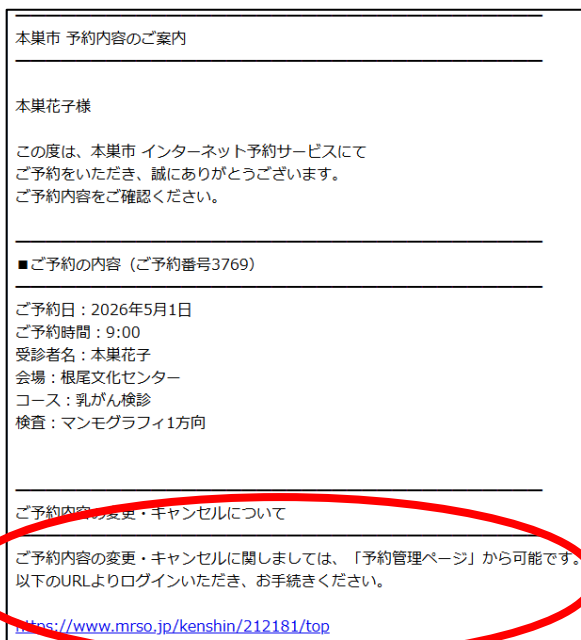 本巣市 予約内容のご案内
本巣花子様
この度は、本巣市 インターネット予約サービスにて
ご予約をいただき、誠にありがとうございます。
ご予約内容をご確認ください。
■ご予約の内容（ご予約番号3769）
ご予約日：2026年5月1日
ご予約時間：9:00
受診者名：本巣花子
会場：根尾文化センター
コース：乳がん検診
検査：マンモグラフィ1方向
ご予約内容の変更・キャンセルについて
ご予約内容の変更・キャンセルに関しましては、「予約管理ページ」から可能です。
以下のURLよりログインいただき、お手続きください。
https://www.mrso.jp/kenshin/212181/top